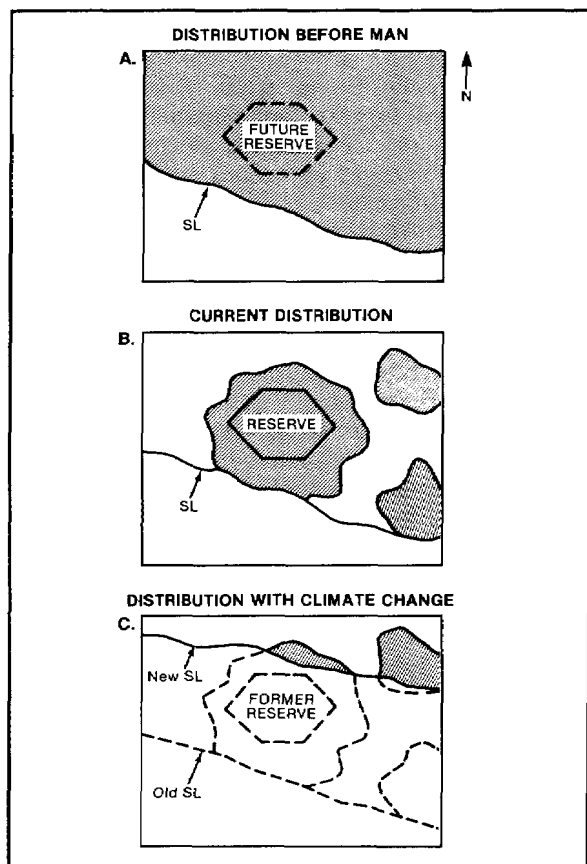 DISTRIBUTION BEFORE MAN
A.
N
FUTURE
RESERVE
SL
CURRENT DISTRIBUTION
B.
RESERVE
SL
DISTRIBUTION WITH CLIMATE CHANGE
C.
New SL
FORMER
RESERVE
Old SL